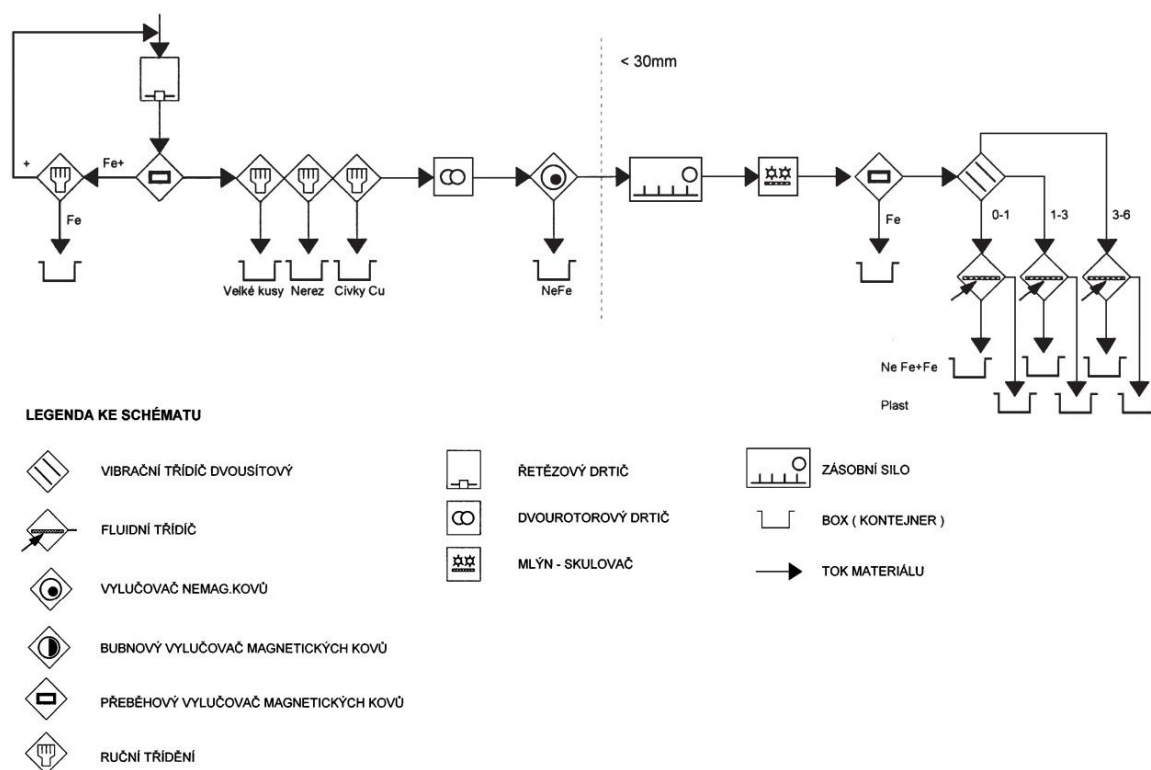 < 30mm
+
Fe+
Fe
Velké kusy
Nerez
Cívky Cu
NeFe
Fe
0-1
1-3
3-6
Ne Fe+Fe
Plast
LEGENDA KE SCHÉMATU
VIBRAČNÍ TŘÍDÍČ DVOUSÍTOVÝ
FLUIDNÍ TŘÍDÍČ
VYLUČOVAČ NEMAG.KOVŮ
BUBNOVÝ VYLUČOVAČ MAGNETICKÝCH KOVŮ
PŘEBĚHOVÝ VYLUČOVAČ MAGNETICKÝCH KOVŮ
RUČNÍ TŘÍDĚNÍ
ŘETĚZOVÝ DRTIČ
DVOUROTOROVÝ DRTIČ
MLÝN - SKULOVAČ
ZÁSOBNÍ SILO
BOX ( KONTEJNER )
TOK MATERIÁLU